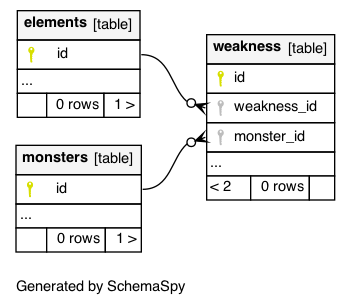 elements [table]
id
...
0 rows 1 >
weakness [table]
id
weakness_id
monster_id
...
< 2 0 rows
monsters [table]
id
...
0 rows 1 >
Generated by SchemaSpy